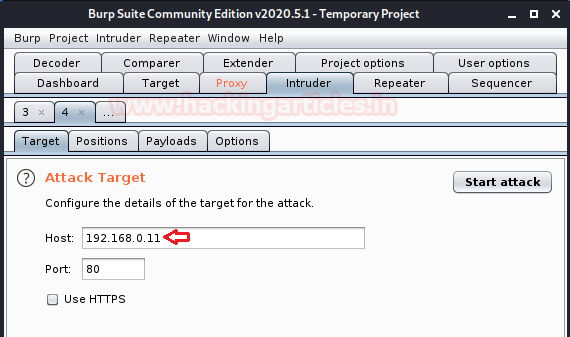 Burp Suite Community Edition v2020.5.1 - Temporary Project
Burp Project Intruder Repeater Window Help
Decoder Comparer Extender Project options User options
Dashboard Target Proxy Intruder Repeater Sequencer
www.hackingarticles.in
3 × 4 × ...
Target Positions Payloads Options
? Attack Target Start attack
Configure the details of the target for the attack.
Host: 192.168.0.11
Port: 80
Use HTTPS